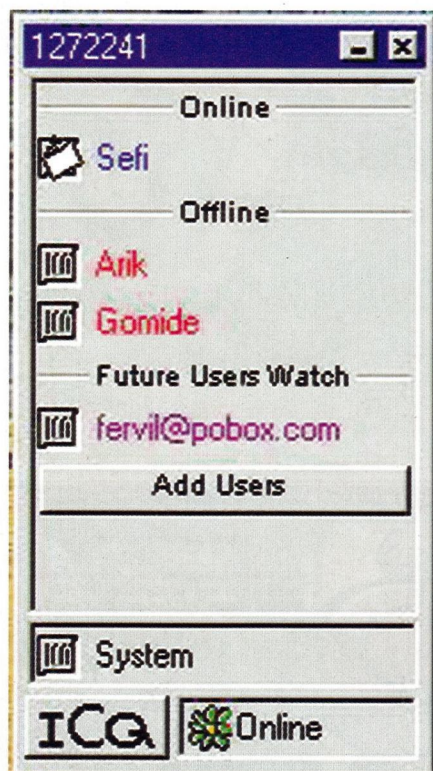 1272241
Online
Sefi
Offline
Arik
Gomide
Future Users Watch
fervil@pobox.com
Add Users
System
ICQ Online